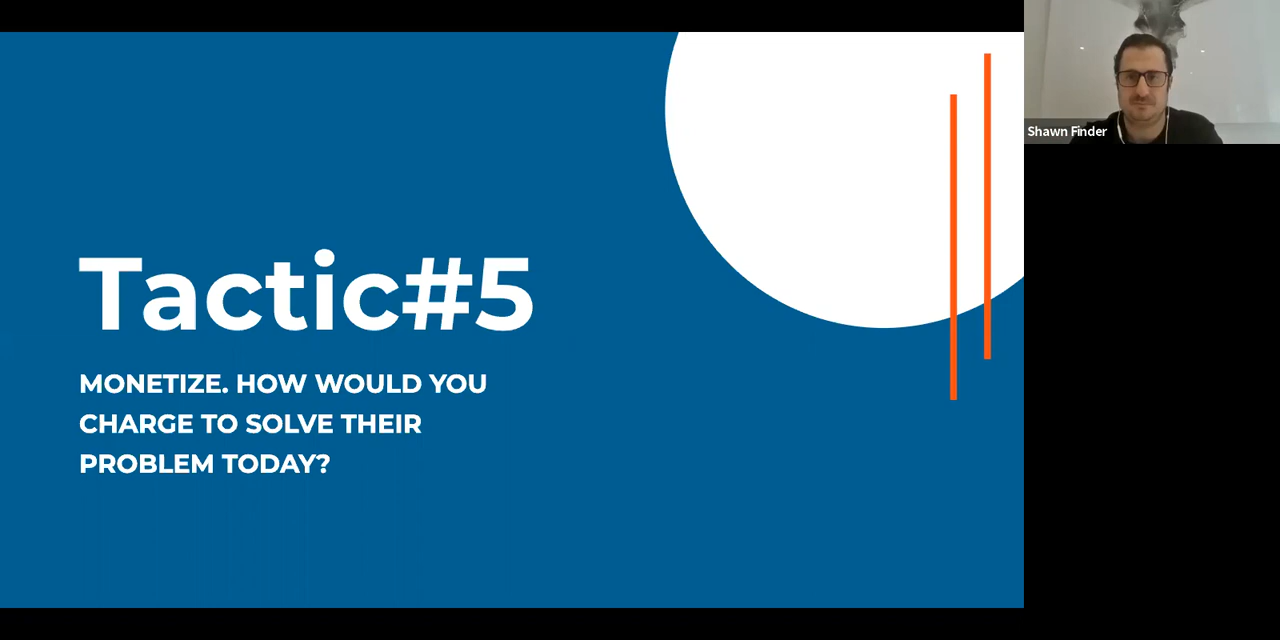 Tactic#5
MONETIZE. HOW WOULD YOU
CHARGE TO SOLVE THEIR
PROBLEM TODAY?
Shawn Finder